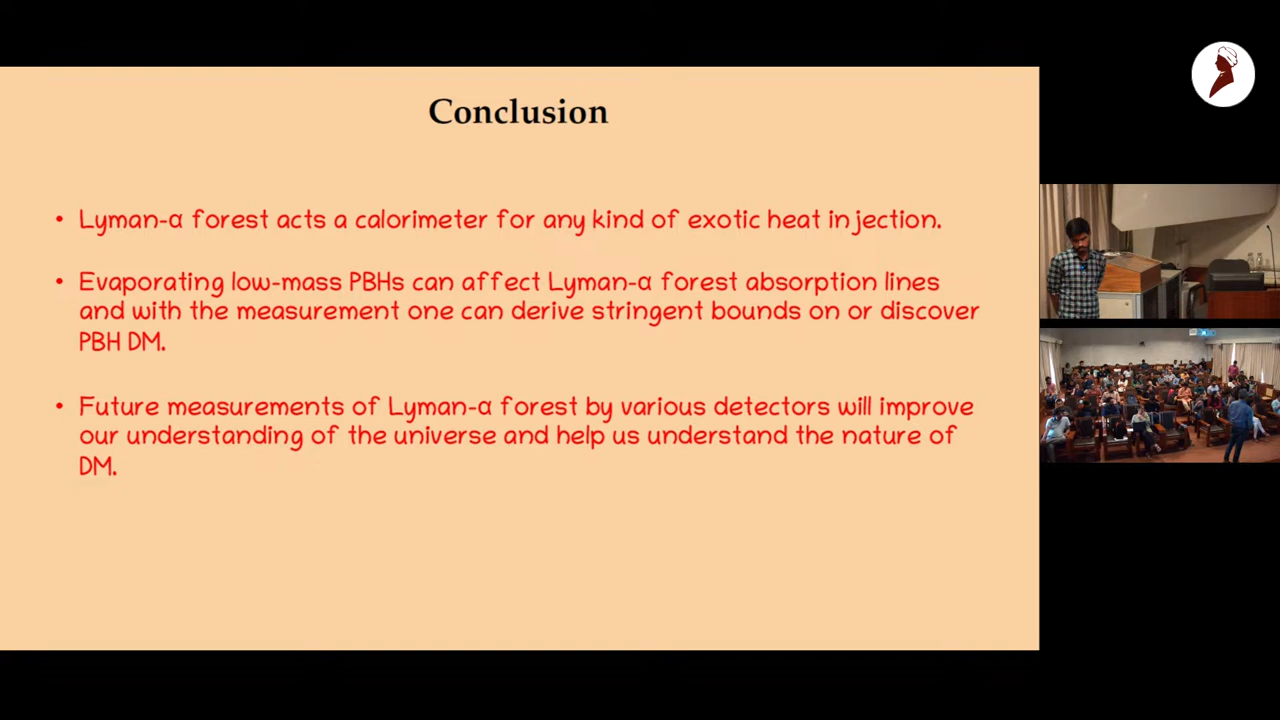 Conclusion
• Lyman-α forest acts a calorimeter for any kind of exotic heat injection.
• Evaporating low-mass PBHs can affect Lyman-α forest absorption lines
and with the measurement one can derive stringent bounds on or discover
PBH DM.
• Future measurements of Lyman-α forest by various detectors will improve
our understanding of the universe and help us understand the nature of
DM.